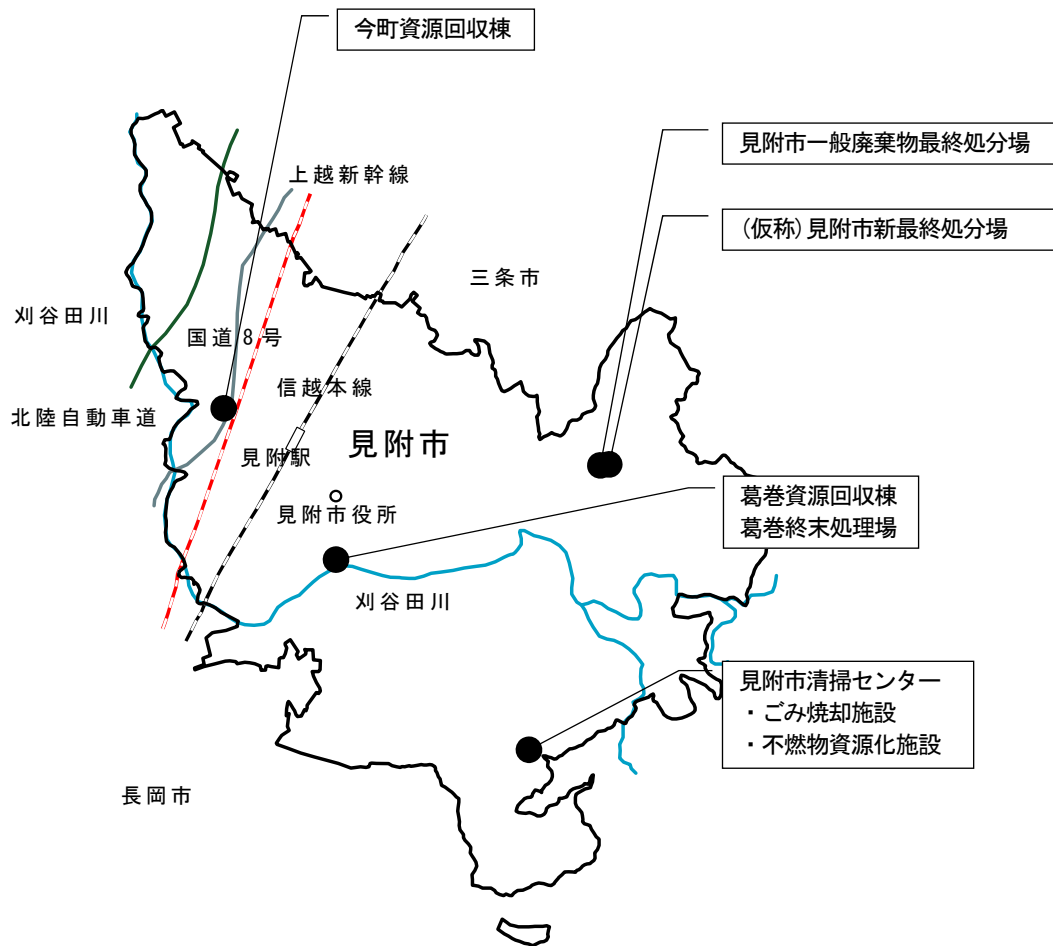 今町資源回収棟
見附市一般廃棄物最終処分場
上越新幹線
(仮称)見附市新最終処分場
三条市
刈谷田川
国道8号
信越本線
北陸自動車道
見附市
見附駅
葛巻資源回収棟
葛巻終末処理場
見附市役所
刈谷田川
見附市清掃センター
・ごみ焼却施設
・不燃物資源化施設
長岡市